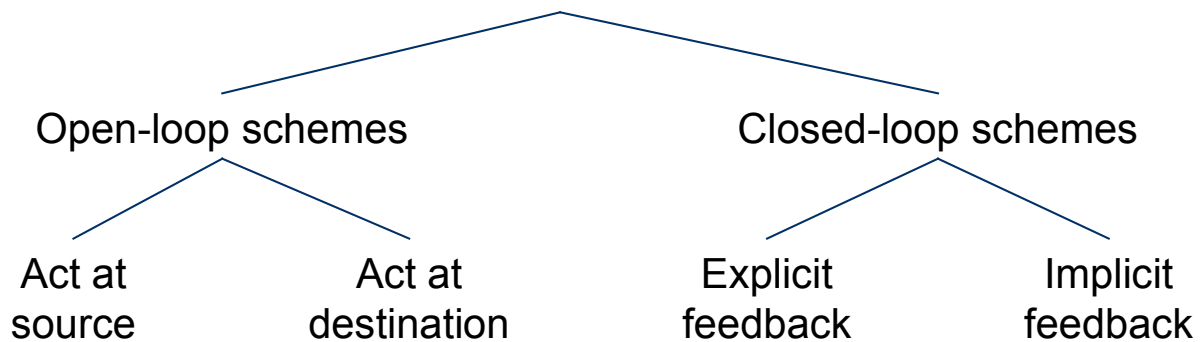 Open-loop schemes
Closed-loop schemes
Act at
source
Act at
destination
Explicit
feedback
Implicit
feedback